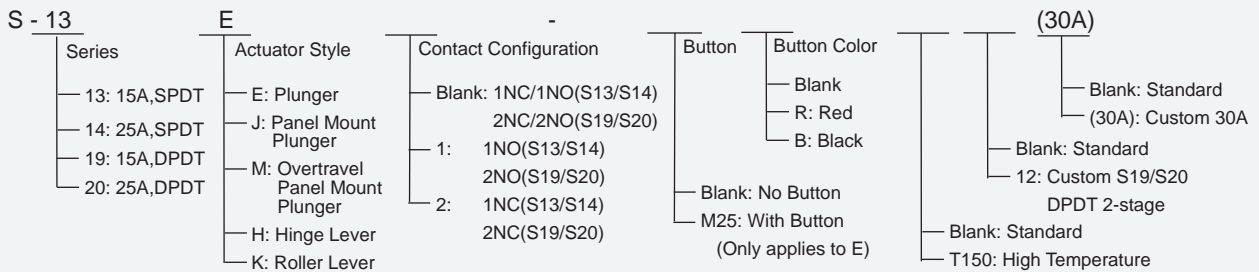 S - 13 E - (30A)
Series
13: 15A,SPDT
14: 25A,SPDT
19: 15A,DPDT
20: 25A,DPDT
Actuator Style
E: Plunger
J: Panel Mount
Plunger
M: Overtravel
Panel Mount
Plunger
H: Hinge Lever
K: Roller Lever
Contact Configuration
Blank: 1NC/1NO(S13/S14)
2NC/2NO(S19/S20)
1: 1NO(S13/S14)
2NO(S19/S20)
2: 1NC(S13/S14)
2NC(S19/S20)
Button
Blank: No Button
M25: With Button
(Only applies to E)
Button Color
Blank
R: Red
B: Black
Blank: Standard
T150: High Temperature
Blank: Standard
12: Custom S19/S20
DPDT 2-stage
Blank: Standard
(30A): Custom 30A